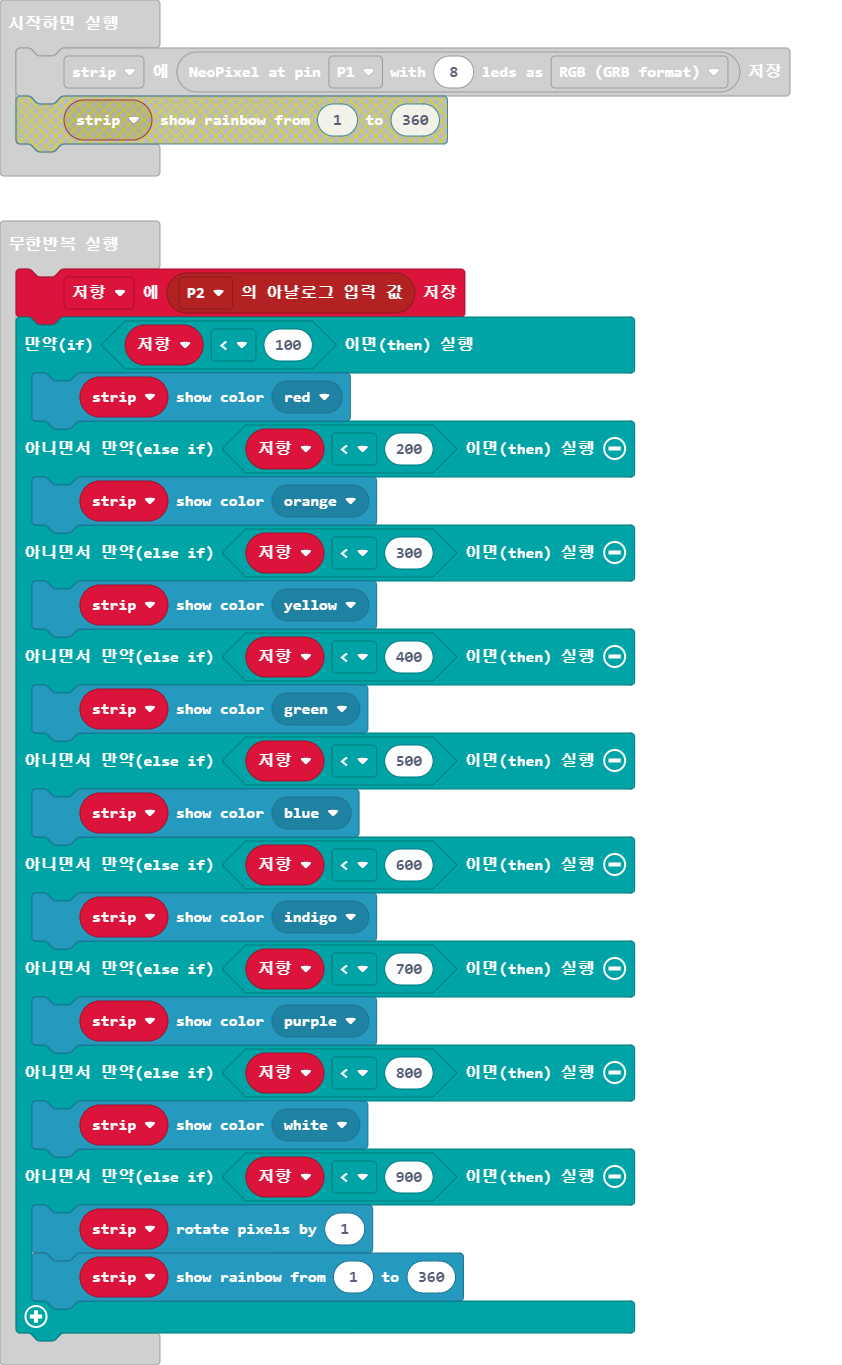 시작하면 실행
strip 에 NeoPixel at pin P1 with 8 leds as RGB (GRB format) 저장
strip show rainbow from 1 to 360
무한반복 실행
저항 에 P2 의 아날로그 입력 값 저장
만약(if) 저항 < 100 이면(then) 실행
strip show color red
아니면서 만약(else if) 저항 < 200 이면(then) 실행
strip show color orange
아니면서 만약(else if) 저항 < 300 이면(then) 실행
strip show color yellow
아니면서 만약(else if) 저항 < 400 이면(then) 실행
strip show color green
아니면서 만약(else if) 저항 < 500 이면(then) 실행
strip show color blue
아니면서 만약(else if) 저항 < 600 이면(then) 실행
strip show color indigo
아니면서 만약(else if) 저항 < 700 이면(then) 실행
strip show color purple
아니면서 만약(else if) 저항 < 800 이면(then) 실행
strip show color white
아니면서 만약(else if) 저항 < 900 이면(then) 실행
strip rotate pixels by 1
strip show rainbow from 1 to 360